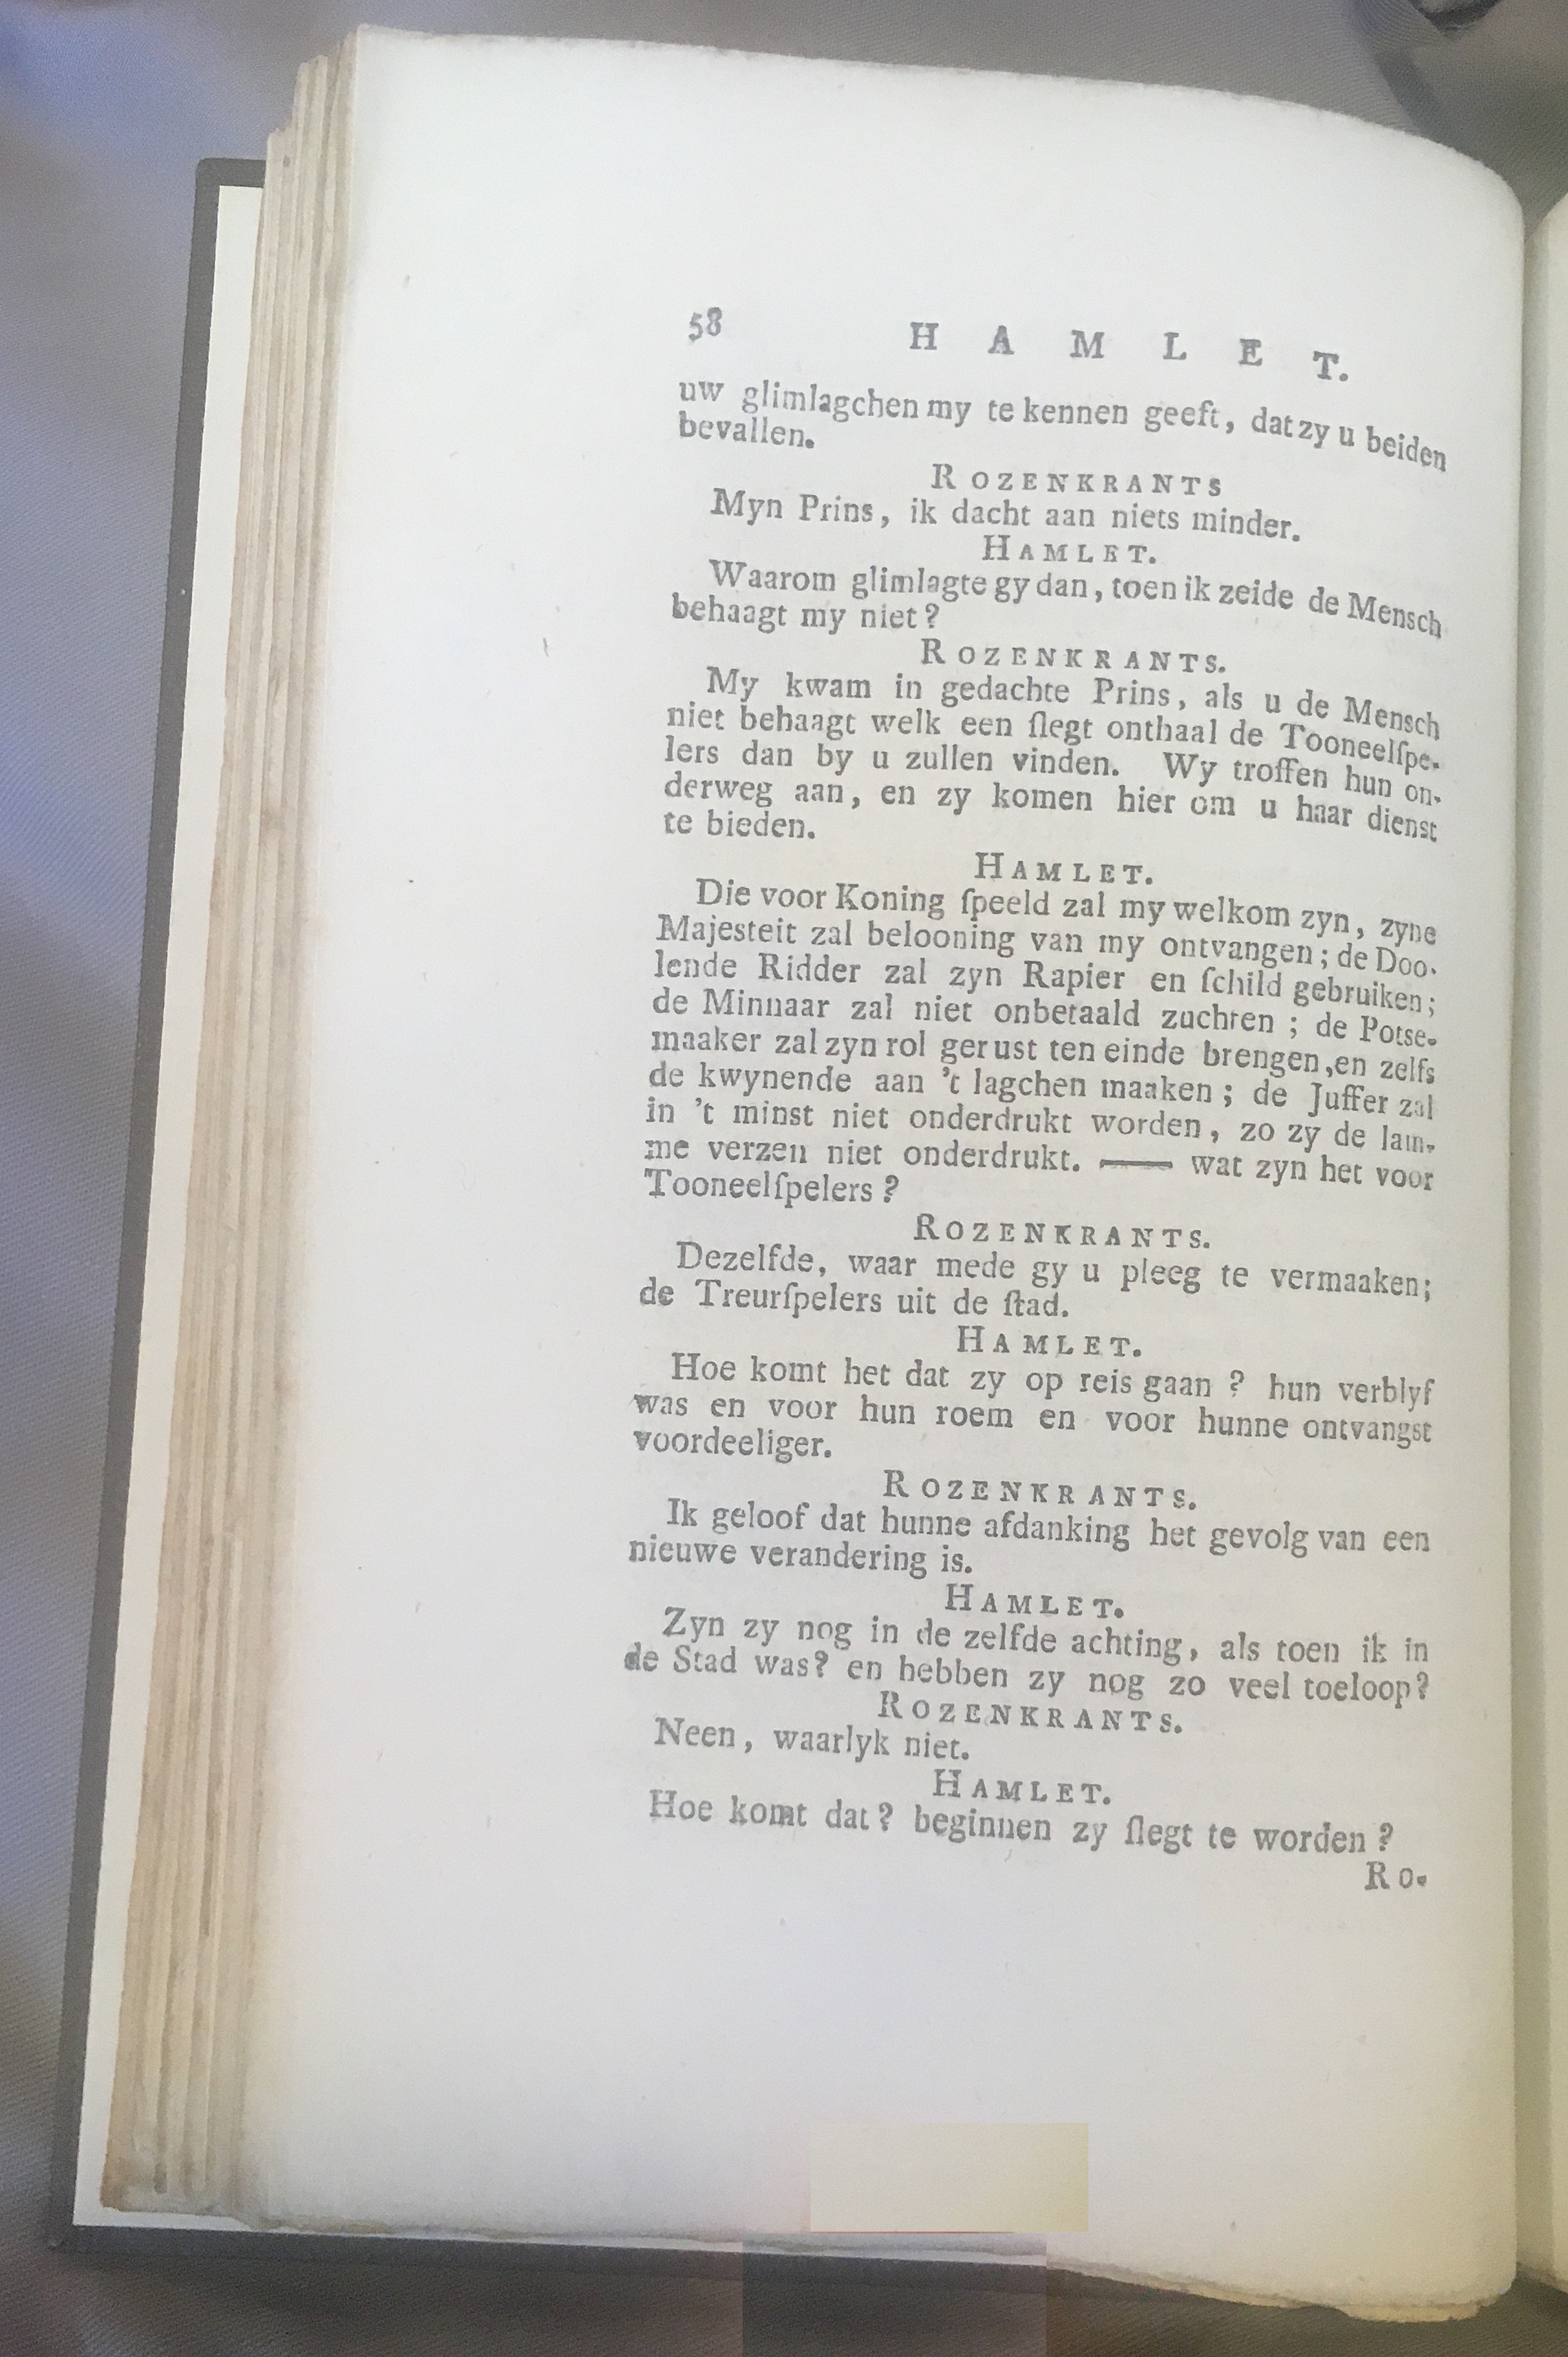 58 HAMLET.
uw glimlagchen my te kennen geeft, dat zy u beiden
bevallen.
ROZENKRANTS
Myn Prins, ik dacht aan niets minder.
HAMLET.
Waarom glimlagte gy dan, toen ik zeide de Mensch
behaagt my niet?
ROZENKRANTS.
My kwam in gedachte Prins, als u de Mensch
niet behaagt welk een ſlegt onthaal de Tooneelſpe-
lers dan by u zullen vinden. Wy troffen hun on-
derweg aan, en zy komen hier om u haar dienst
te bieden.
HAMLET.
Die voor Koning ſpeeld zal my welkom zyn, zyne
Majesteit zal belooning van my ontvangen; de Doo-
lende Ridder zal zyn Rapier en ſchild gebruiken;
de Minnaar zal niet onbetaald zuchten; de Potse-
maaker zal zyn rol gerust ten einde brengen, en zelfs
de kwynende aan 't lagchen maaken; de Juffer zal
in 't minst niet onderdrukt worden, zo zy de lam-
me verzen niet onderdrukt. —— wat zyn het voor
Tooneelſpelers?
ROZENKRANTS.
Dezelfde, waar mede gy u pleeg te vermaaken;
de Treurſpelers uit de ſtad.
HAMLET.
Hoe komt het dat zy op reis gaan? hun verblyf
was en voor hun roem en voor hunne ontvangst
voordeeliger.
ROZENKRANTS.
Ik geloof dat hunne afdanking het gevolg van een
nieuwe verandering is.
HAMLET.
Zyn zy nog in de zelfde achting, als toen ik in
de Stad was? en hebben zy nog zo veel toeloop?
ROZENKRANTS.
Neen, waarlyk niet.
HAMLET.
Hoe komt dat? beginnen zy ſlegt te worden?
Ro-